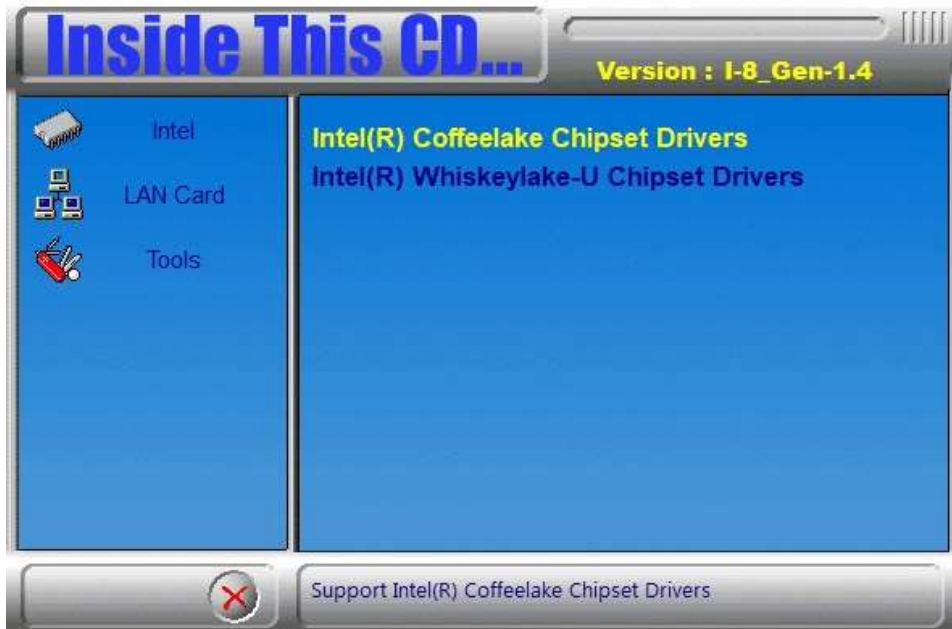 Inside This CD...
Version : I-8_Gen-1.4
Intel
LAN Card
Tools
Intel(R) Coffeelake Chipset Drivers
Intel(R) Whiskeylake-U Chipset Drivers
Support Intel(R) Coffeelake Chipset Drivers